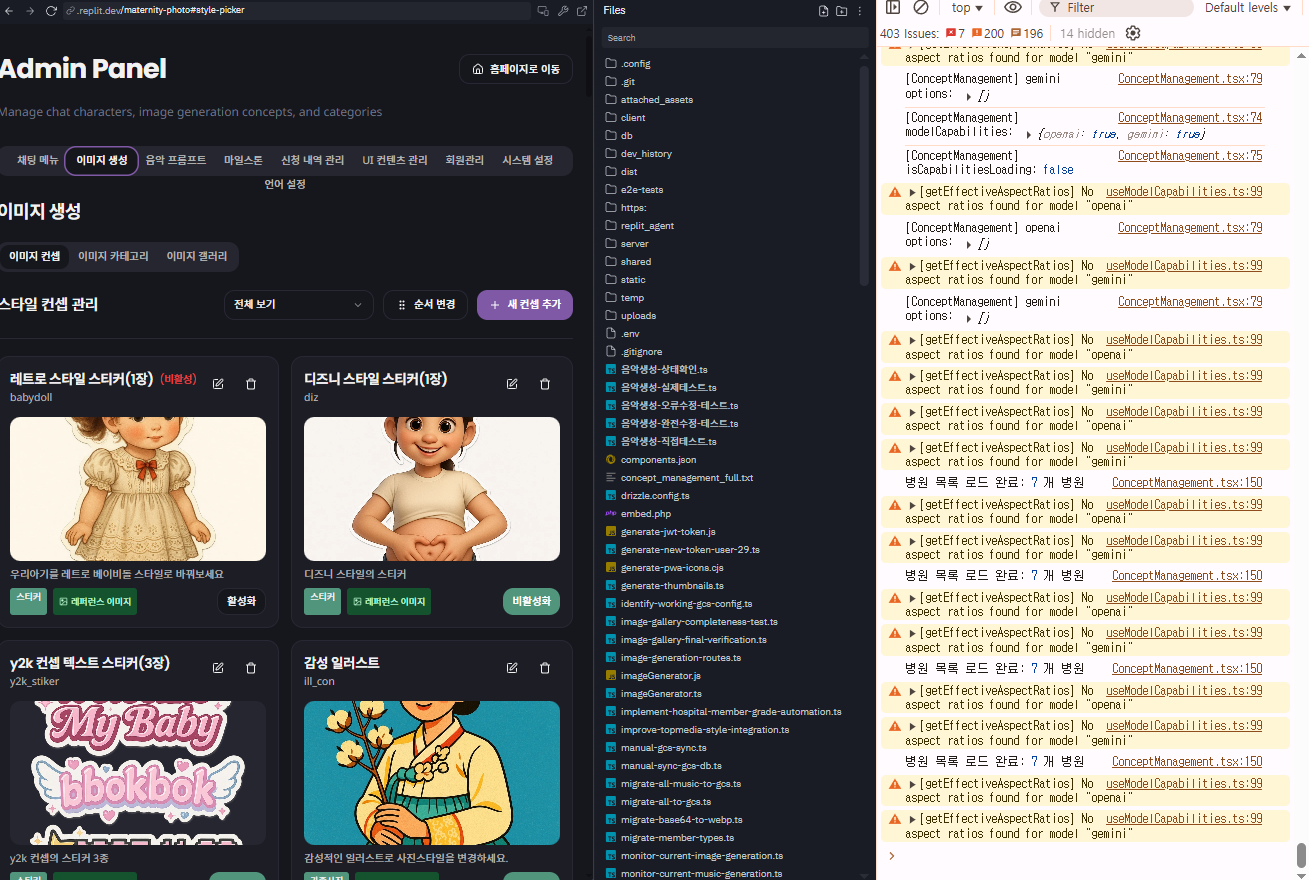 .replit.dev/maternity-photo#style-picker
Admin Panel
홈페이지로 이동
Manage chat characters, image generation concepts, and categories
채팅 메뉴
이미지 생성
음악 프롬프트
마일스톤
신청 내역 관리
UI 컨텐츠 관리
회원관리
시스템 설정
언어 설정
이미지 생성
이미지 컨셉
이미지 카테고리
이미지 갤러리
스타일 컨셉 관리
전체 보기
순서 변경
+ 새 컨셉 추가
레트로 스타일 스티커(1장) (비활성)
babydoll
우리아기를 레트로 베이비돌 스타일로 바꿔보세요
스티커
레퍼런스 이미지
활성화
디즈니 스타일 스티커(1장)
diz
디즈니 스타일의 스티커
스티커
레퍼런스 이미지
비활성화
y2k 컨셉 텍스트 스티커(3장)
y2k_stiker
My Baby
bbokbok
y2k 컨셉의 스티커 3종
스티커
감성 일러스트
ill_con
감성적인 일러스트로 사진스타일을 변경하세요.
Files
Search
.config
.git
attached_assets
client
db
dev_history
dist
e2e-tests
https:
replit_agent
server
shared
static
temp
uploads
.env
.gitignore
음악생성-상태확인.ts
음악생성-실제테스트.ts
음악생성-오류수정-테스트.ts
음악생성-완전수정-테스트.ts
음악생성-직접테스트.ts
components.json
concept_management_full.txt
drizzle.config.ts
embed.php
generate-jwt-token.js
generate-new-token-user-29.ts
generate-pwa-icons.cjs
generate-thumbnails.ts
identify-working-gcs-config.ts
image-gallery-completeness-test.ts
image-gallery-final-verification.ts
image-generation-routes.ts
imageGenerator.js
imageGenerator.ts
implement-hospital-member-grade-automation.ts
improve-topmedia-style-integration.ts
manual-gcs-sync.ts
manual-sync-gcs-db.ts
migrate-all-music-to-gcs.ts
migrate-all-to-gcs.ts
migrate-base64-to-webp.ts
migrate-member-types.ts
monitor-current-image-generation.ts
monitor-current-music-generation.ts
top
Filter
Default levels
403 Issues: 7 200 196 14 hidden
aspect ratios found for model "gemini"
[ConceptManagement] gemini ConceptManagement.tsx:79
options: []
[ConceptManagement] ConceptManagement.tsx:74
modelCapabilities: {openai: true, gemini: true}
[ConceptManagement] ConceptManagement.tsx:75
isCapabilitiesLoading: false
[getEffectiveAspectRatios] No useModelCapabilities.ts:99
aspect ratios found for model "openai"
[ConceptManagement] openai ConceptManagement.tsx:79
options: []
[getEffectiveAspectRatios] No useModelCapabilities.ts:99
aspect ratios found for model "gemini"
[ConceptManagement] gemini ConceptManagement.tsx:79
options: []
[getEffectiveAspectRatios] No useModelCapabilities.ts:99
aspect ratios found for model "openai"
[getEffectiveAspectRatios] No useModelCapabilities.ts:99
aspect ratios found for model "gemini"
[getEffectiveAspectRatios] No useModelCapabilities.ts:99
aspect ratios found for model "openai"
[getEffectiveAspectRatios] No useModelCapabilities.ts:99
aspect ratios found for model "gemini"
병원 목록 로드 완료: 7 개 병원 ConceptManagement.tsx:150
[getEffectiveAspectRatios] No useModelCapabilities.ts:99
aspect ratios found for model "openai"
[getEffectiveAspectRatios] No useModelCapabilities.ts:99
aspect ratios found for model "gemini"
병원 목록 로드 완료: 7 개 병원 ConceptManagement.tsx:150
[getEffectiveAspectRatios] No useModelCapabilities.ts:99
aspect ratios found for model "openai"
[getEffectiveAspectRatios] No useModelCapabilities.ts:99
aspect ratios found for model "gemini"
병원 목록 로드 완료: 7 개 병원 ConceptManagement.tsx:150
[getEffectiveAspectRatios] No useModelCapabilities.ts:99
aspect ratios found for model "openai"
[getEffectiveAspectRatios] No useModelCapabilities.ts:99
aspect ratios found for model "gemini"
병원 목록 로드 완료: 7 개 병원 ConceptManagement.tsx:150
[getEffectiveAspectRatios] No useModelCapabilities.ts:99
aspect ratios found for model "openai"
[getEffectiveAspectRatios] No useModelCapabilities.ts:99
aspect ratios found for model "gemini"